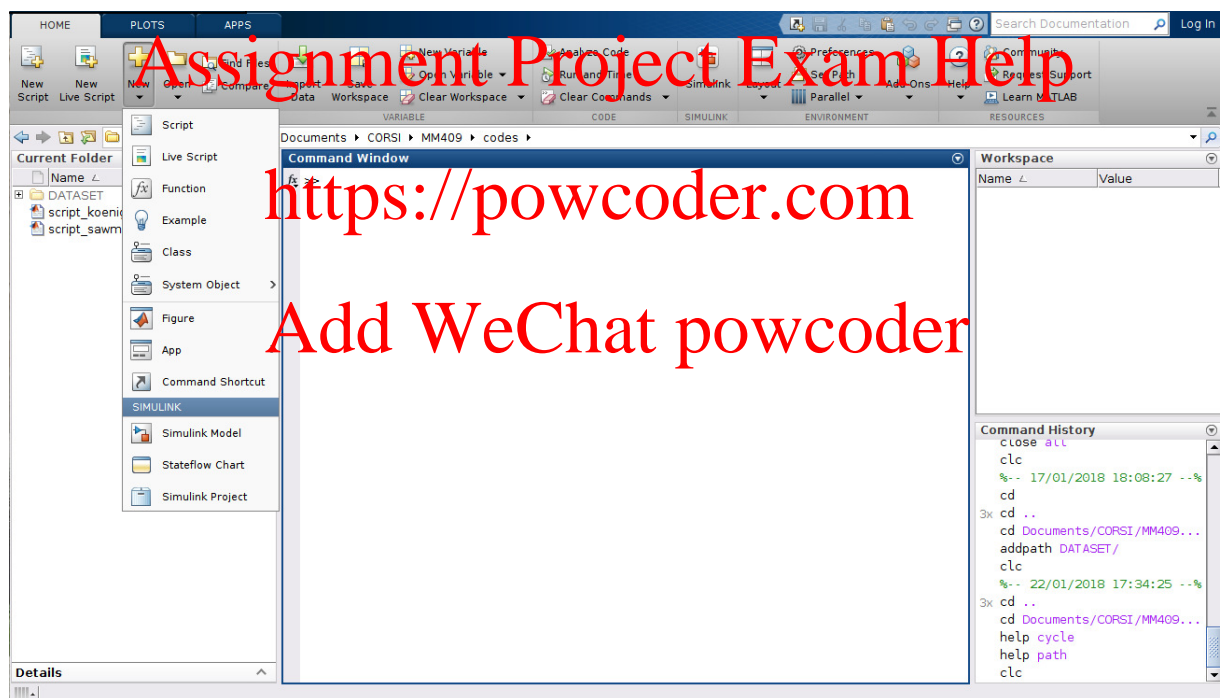 HOME PLOTS APPS
Search Documentation Log In
Assignment Project Exam Help
New Script
New Live Script
New
Open
Find Files
Compare
Import Data
Save Workspace
New Variable
Open Variable
Clear Workspace
Analyze Code
Run and Time
Clear Commands
Simulink
Layout
Preferences
Set Path
Parallel
Add-Ons
Help
Community
Request Support
Learn MATLAB
VARIABLE CODE SIMULINK ENVIRONMENT RESOURCES
Documents CORSI MM409 codes
Script
Live Script
Function
Example
Class
System Object
Figure
App
Command Shortcut
SIMULINK
Simulink Model
Stateflow Chart
Simulink Project
Current Folder
Name
DATASET
script_koenig
script_sawm
Details
Command Window
fx >>
https://powcoder.com
Add WeChat powcoder
Workspace
Name Value
Command History
close all
clc
%-- 17/01/2018 18:08:27 --%
cd
3x cd ..
cd Documents/CORSI/MM409...
addpath DATASET/
clc
%-- 22/01/2018 17:34:25 --%
3x cd ..
cd Documents/CORSI/MM409...
help cycle
help path
clc